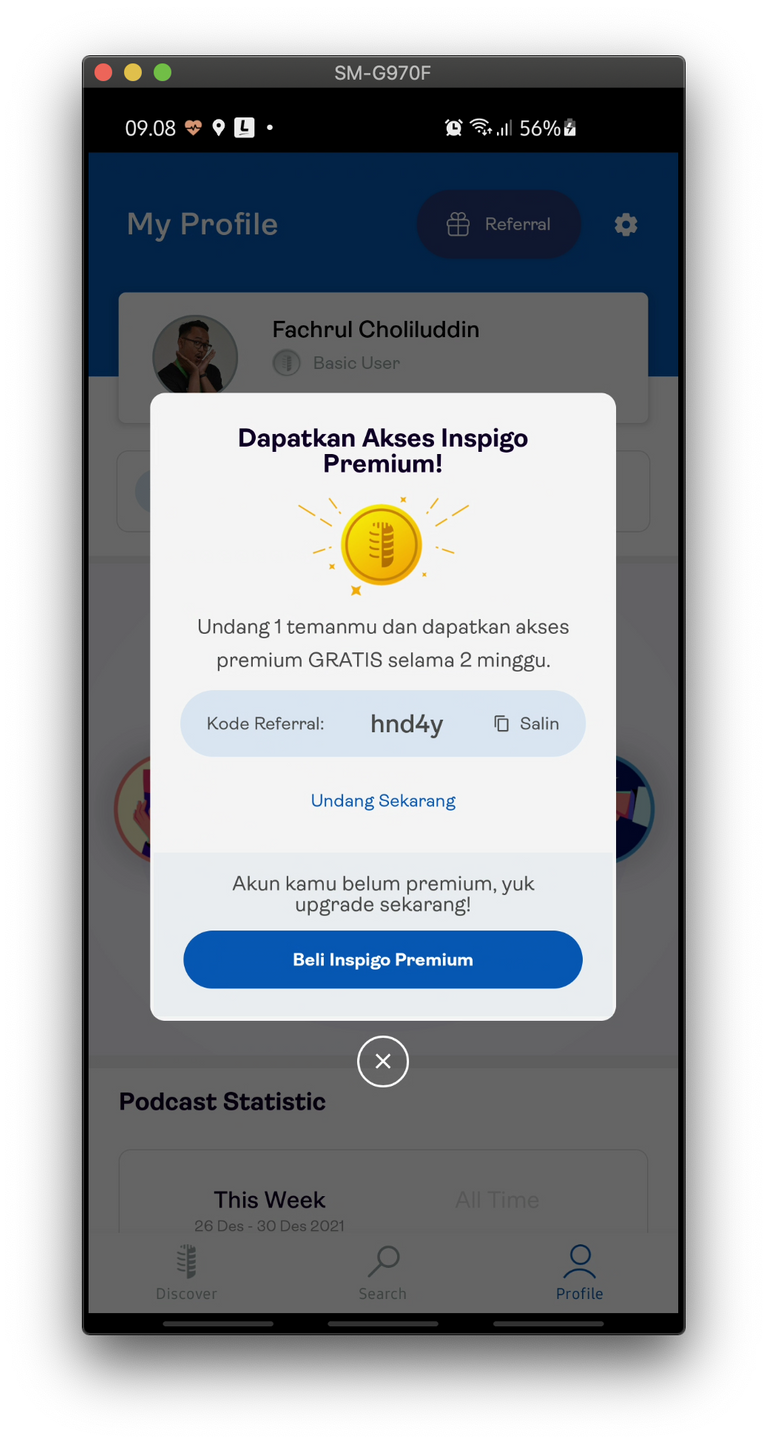 SM-G970F
09.08
L
56%
My Profile
Referral
Fachrul Choliluddin
Basic User
Dapatkan Akses Inspigo
Premium!
Undang 1 temanmu dan dapatkan akses
premium GRATIS selama 2 minggu.
Kode Referral: hnd4y Salin
Undang Sekarang
Akun kamu belum premium, yuk
upgrade sekarang!
Beli Inspigo Premium
Podcast Statistic
This Week
All Time
26 Des - 30 Des 2021
Discover
Search
Profile